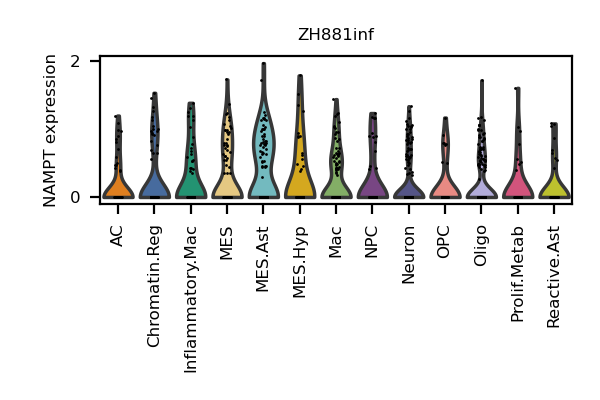 ZH881inf
NAMPT expression
2
0
AC
Chromatin.Reg
Inflammatory.Mac
MES
MES.Ast
MES.Hyp
Mac
NPC
Neuron
OPC
Oligo
Prolif.Metab
Reactive.Ast